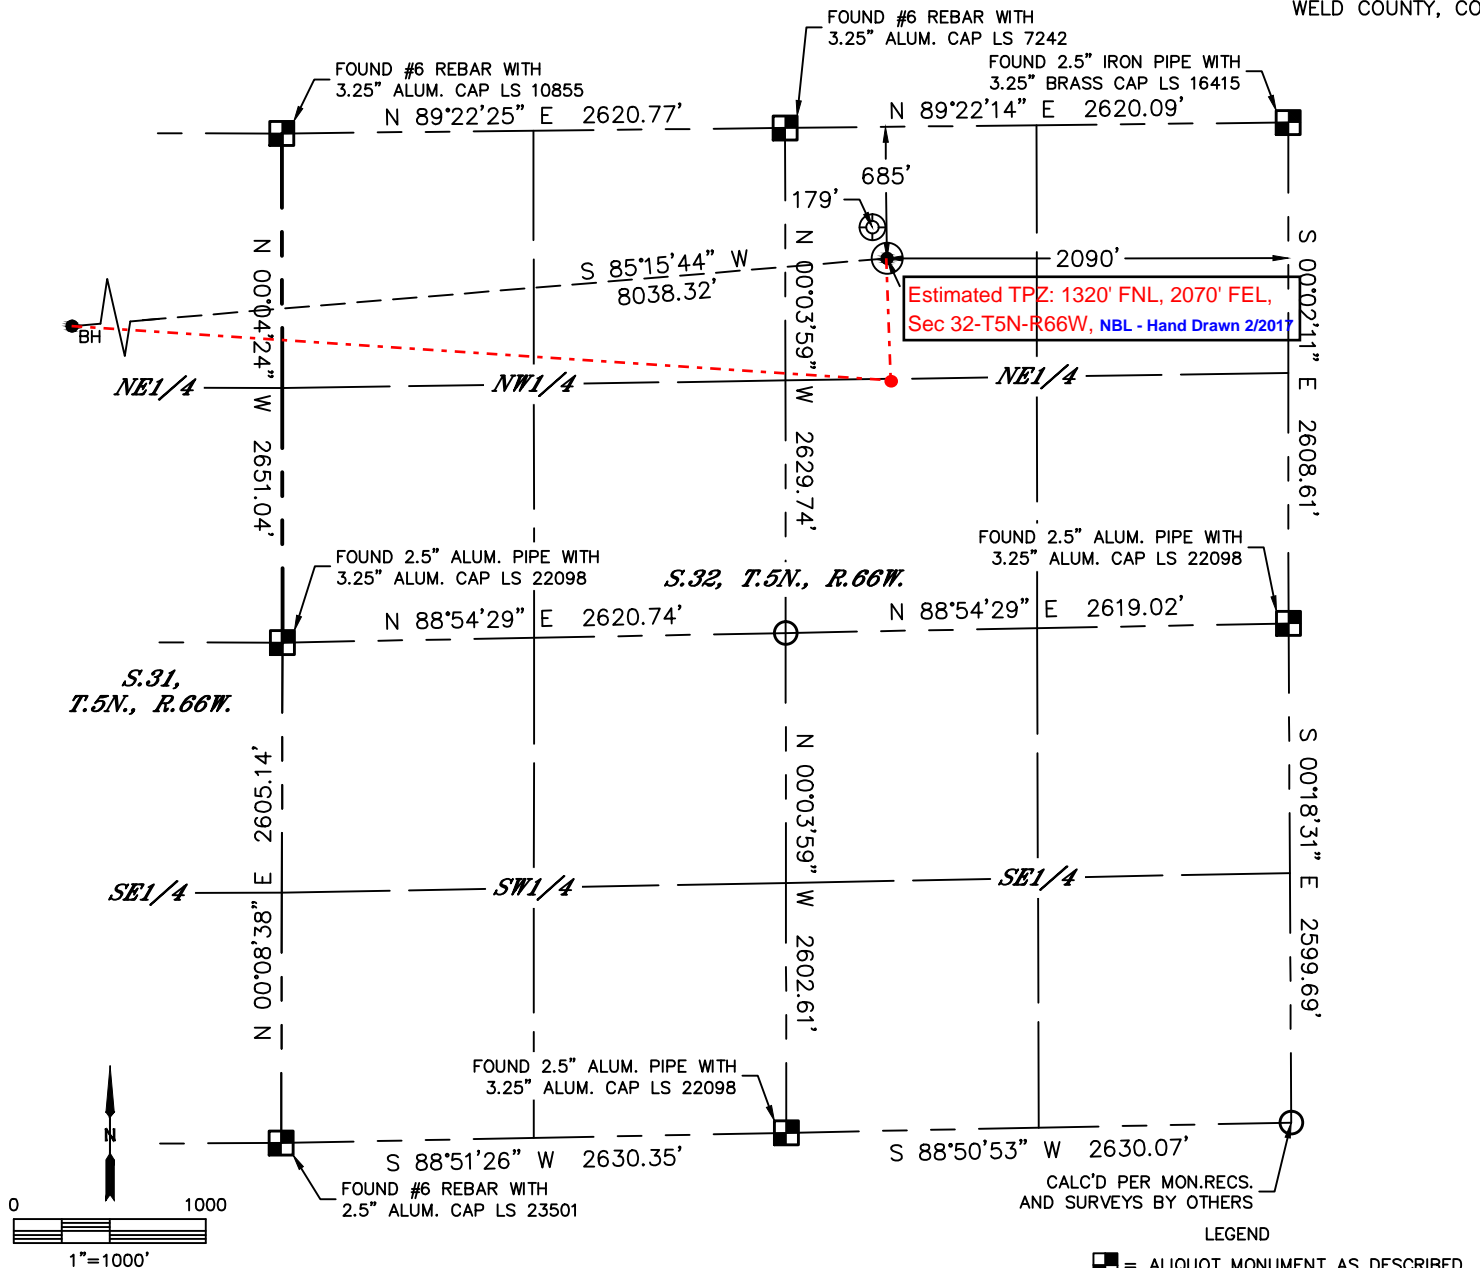 WELD COUNTY, CO
FOUND #6 REBAR WITH
3.25" ALUM. CAP LS 7242
FOUND #6 REBAR WITH
3.25" ALUM. CAP LS 10855
FOUND 2.5" IRON PIPE WITH
3.25" BRASS CAP LS 16415
N 89°22'25" E 2620.77'
N 89°22'14" E 2620.09'
685'
179'
N 00°04'24" W 2651.04'
N 00°03'59" W 2629.74'
S 00°02'11" E 2608.61'
S 85°15'44" W
8038.32'
2090'
Estimated TPZ: 1320' FNL, 2070' FEL,
Sec 32-T5N-R66W, NBL - Hand Drawn 2/2017
BH
NE1/4
NW1/4
NE1/4
FOUND 2.5" ALUM. PIPE WITH
3.25" ALUM. CAP LS 22098
FOUND 2.5" ALUM. PIPE WITH
3.25" ALUM. CAP LS 22098
S.32, T.5N., R.66W.
N 88°54'29" E 2620.74'
N 88°54'29" E 2619.02'
S.31,
T.5N., R.66W.
N 00°08'38" E 2605.14'
N 00°03'59" W 2602.61'
S 00°18'31" E 2599.69'
SE1/4
SW1/4
SE1/4
FOUND 2.5" ALUM. PIPE WITH
3.25" ALUM. CAP LS 22098
N
S 88°51'26" W 2630.35'
S 88°50'53" W 2630.07'
FOUND #6 REBAR WITH
2.5" ALUM. CAP LS 23501
CALC'D PER MON.RECS.
AND SURVEYS BY OTHERS
0 1000
1"=1000'
LEGEND
= ALIQUOT MONUMENT AS DESCRIBED